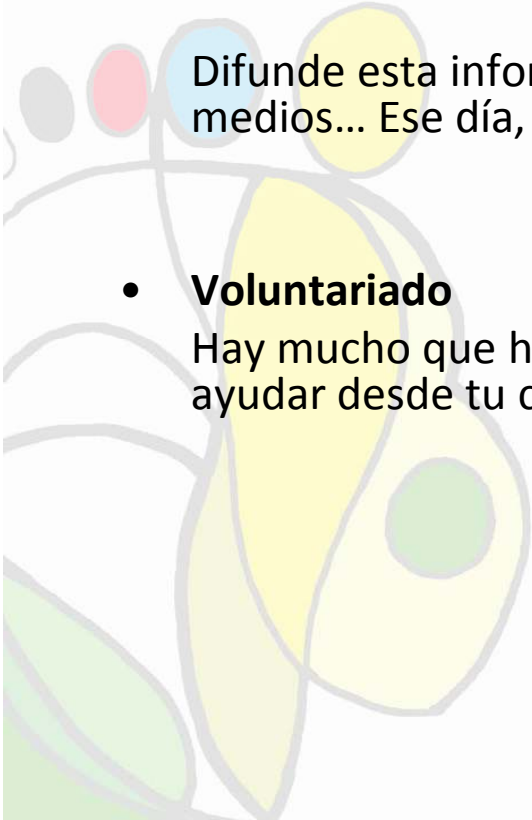 Difunde esta infor
medios... Ese día,
• Voluntariado
Hay mucho que h
ayudar desde tu c